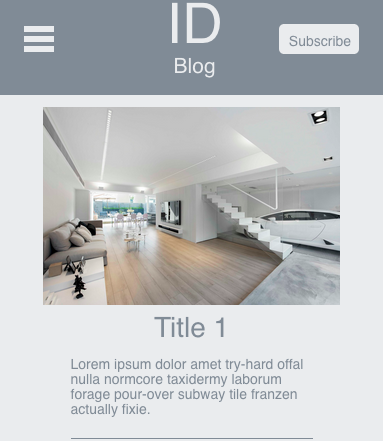 ID
Blog
Subscribe
Title 1
Lorem ipsum dolor amet try-hard offal
nulla normcore taxidermy laborum
forage pour-over subway tile franzen
actually fixie.